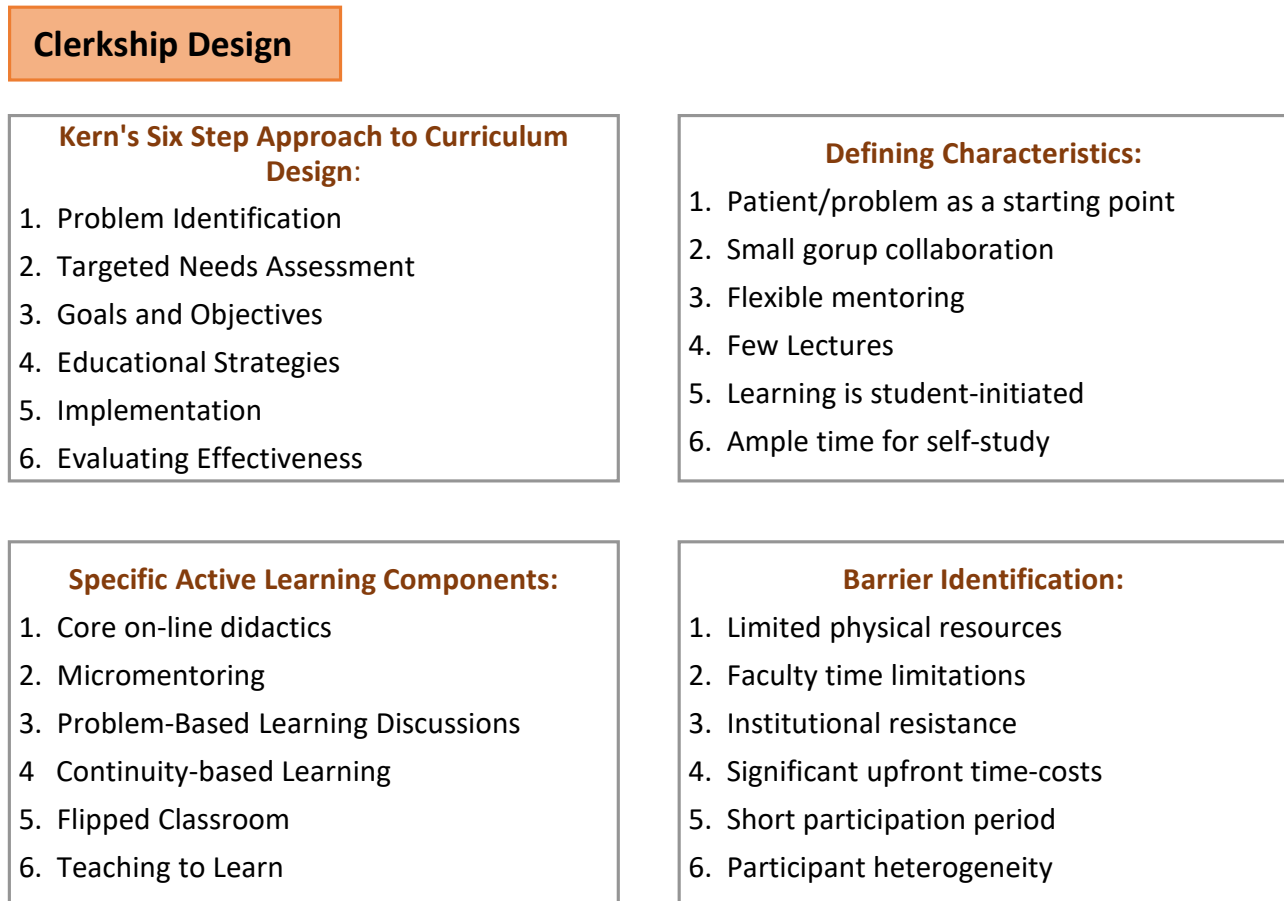 Clerkship Design
Kern's Six Step Approach to Curriculum
Design:
1. Problem Identification
2. Targeted Needs Assessment
3. Goals and Objectives
4. Educational Strategies
5. Implementation
6. Evaluating Effectiveness
Defining Characteristics:
1. Patient/problem as a starting point
2. Small gorup collaboration
3. Flexible mentoring
4. Few Lectures
5. Learning is student-initiated
6. Ample time for self-study
Specific Active Learning Components:
1. Core on-line didactics
2. Micromentoring
3. Problem-Based Learning Discussions
4 Continuity-based Learning
5. Flipped Classroom
6. Teaching to Learn
Barrier Identification:
1. Limited physical resources
2. Faculty time limitations
3. Institutional resistance
4. Significant upfront time-costs
5. Short participation period
6. Participant heterogeneity